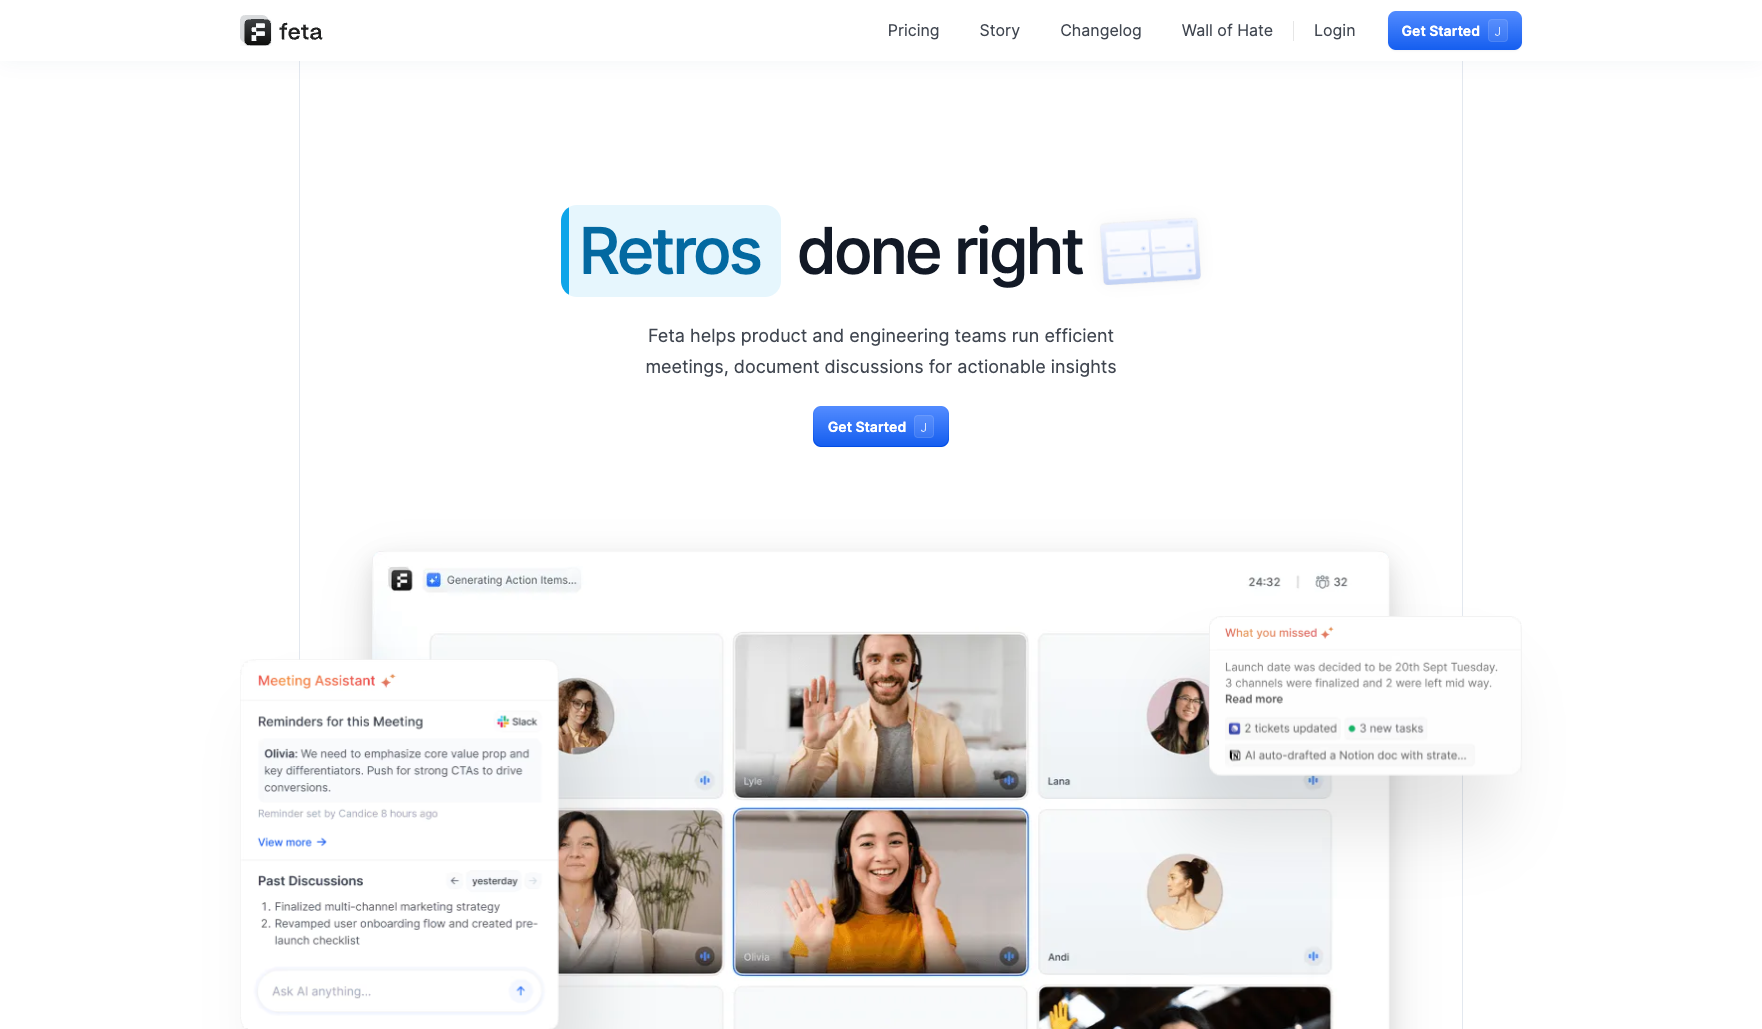 feta
Pricing
Story
Changelog
Wall of Hate
Login
Get Started J
Retros done right
Feta helps product and engineering teams run efficient
meetings, document discussions for actionable insights
Get Started J
Generating Action Items...
24:32
32
What you missed
Launch date was decided to be 20th Sept Tuesday.
3 channels were finalized and 2 were left mid way.
Read more
2 tickets updated
3 new tasks
AI auto-drafted a Notion doc with strate...
Meeting Assistant
Reminders for this Meeting
Slack
Olivia: We need to emphasize core value prop and
key differentiators. Push for strong CTAs to drive
conversions.
Reminder set by Candice 8 hours ago
View more →
Past Discussions
← yesterday →
1. Finalized multi-channel marketing strategy
2. Revamped user onboarding flow and created pre-
launch checklist
Ask AI anything...
Lyle
Lana
Olivia
Andi